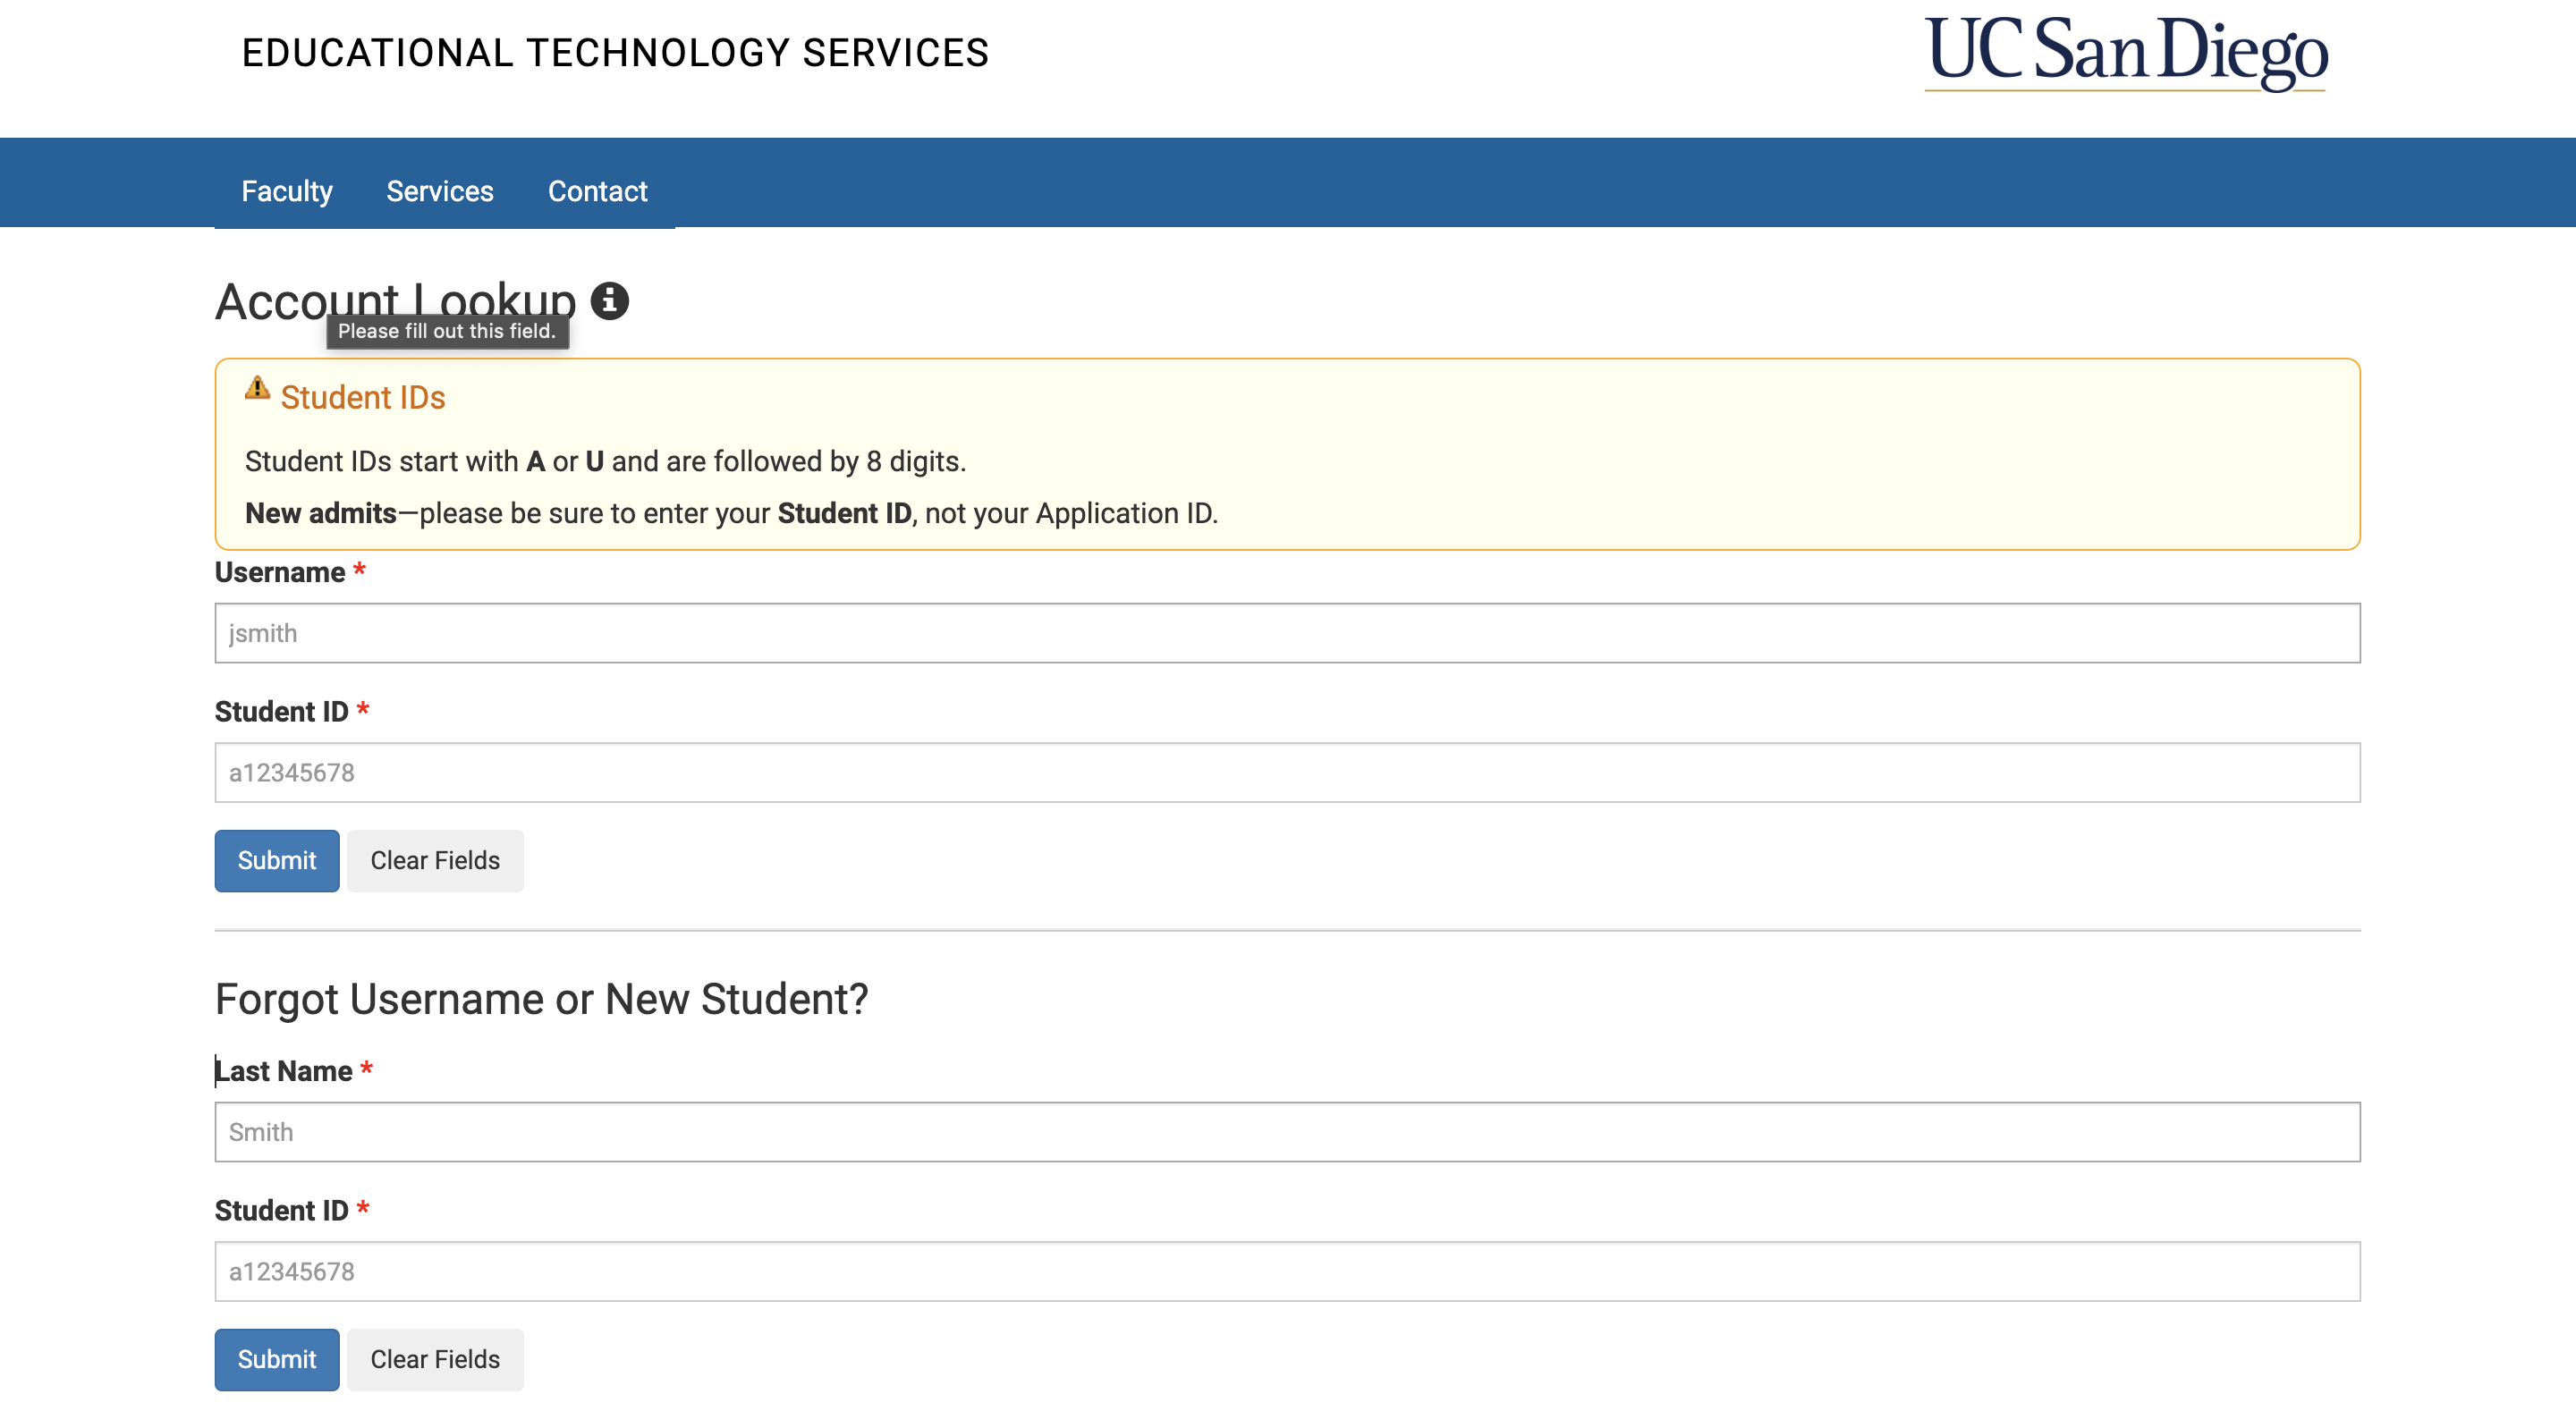 EDUCATIONAL TECHNOLOGY SERVICES
UC San Diego
Faculty Services Contact
Account Lookup
Please fill out this field.
Student IDs
Student IDs start with A or U and are followed by 8 digits.
New admits—please be sure to enter your Student ID, not your Application ID.
Username *
jsmith
Student ID *
a12345678
Submit Clear Fields
Forgot Username or New Student?
Last Name *
Smith
Student ID *
a12345678
Submit Clear Fields